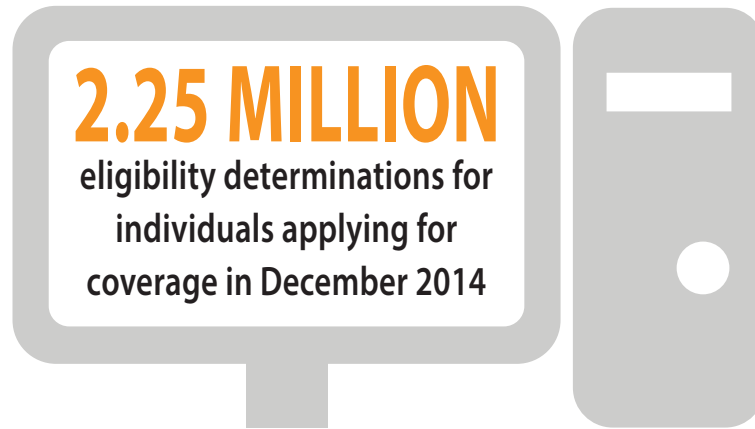 2.25 MILLION
eligibility determinations for
individuals applying for
coverage in December 2014